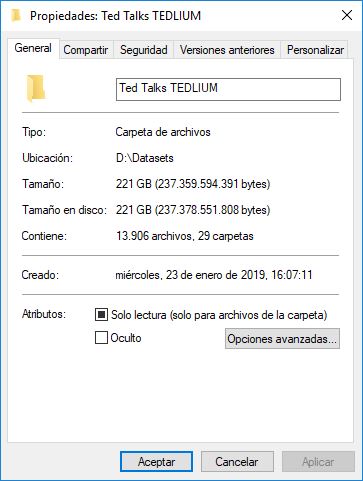 Propiedades: Ted Talks TEDLIUM
General Compartir Seguridad Versiones anteriores Personalizar
Ted Talks TEDLIUM
Tipo: Carpeta de archivos
Ubicación: D:\Datasets
Tamaño: 221 GB (237.359.594.391 bytes)
Tamaño en disco: 221 GB (237.378.551.808 bytes)
Contiene: 13.906 archivos, 29 carpetas
Creado: miércoles, 23 de enero de 2019, 16:07:11
Atributos: Solo lectura (solo para archivos de la carpeta)
Oculto Opciones avanzadas...
Aceptar Cancelar Aplicar